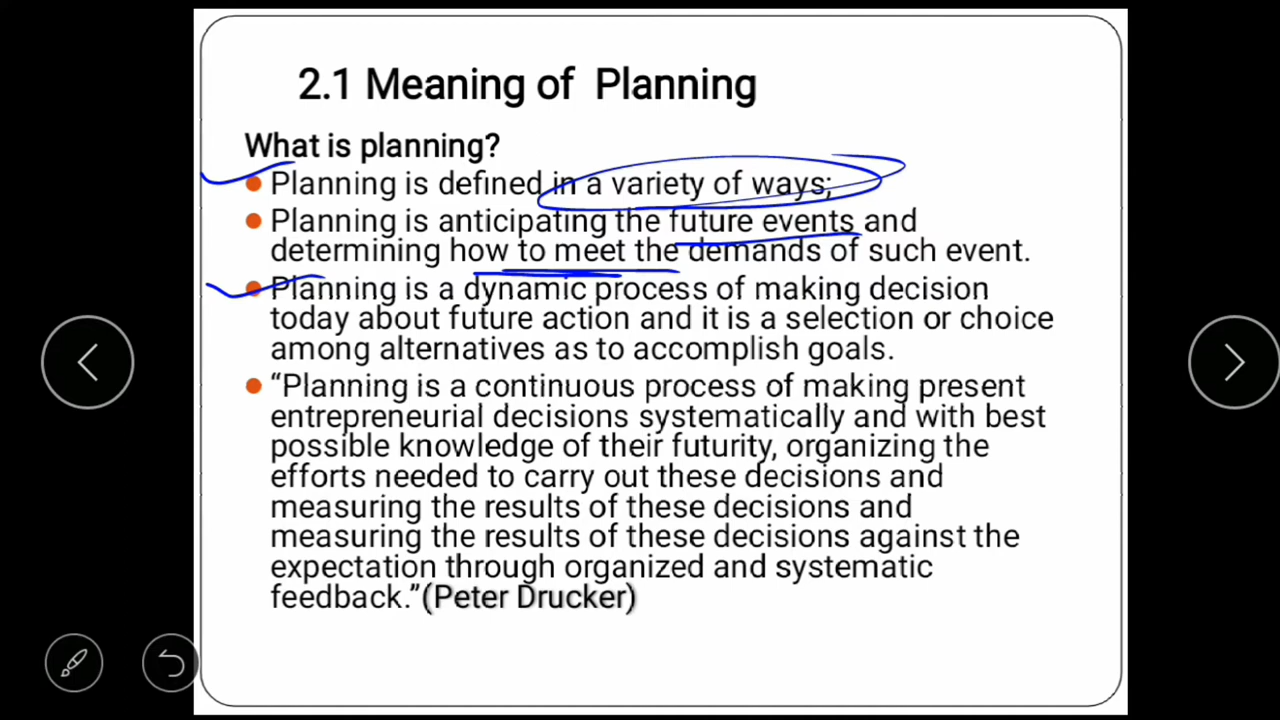 2.1 Meaning of Planning
What is planning?
Planning is defined in a variety of ways;
Planning is anticipating the future events and
determining how to meet the demands of such event.
Planning is a dynamic process of making decision
today about future action and it is a selection or choice
among alternatives as to accomplish goals.
“Planning is a continuous process of making present
entrepreneurial decisions systematically and with best
possible knowledge of their futurity, organizing the
efforts needed to carry out these decisions and
measuring the results of these decisions and
measuring the results of these decisions against the
expectation through organized and systematic
feedback.”(Peter Drucker)